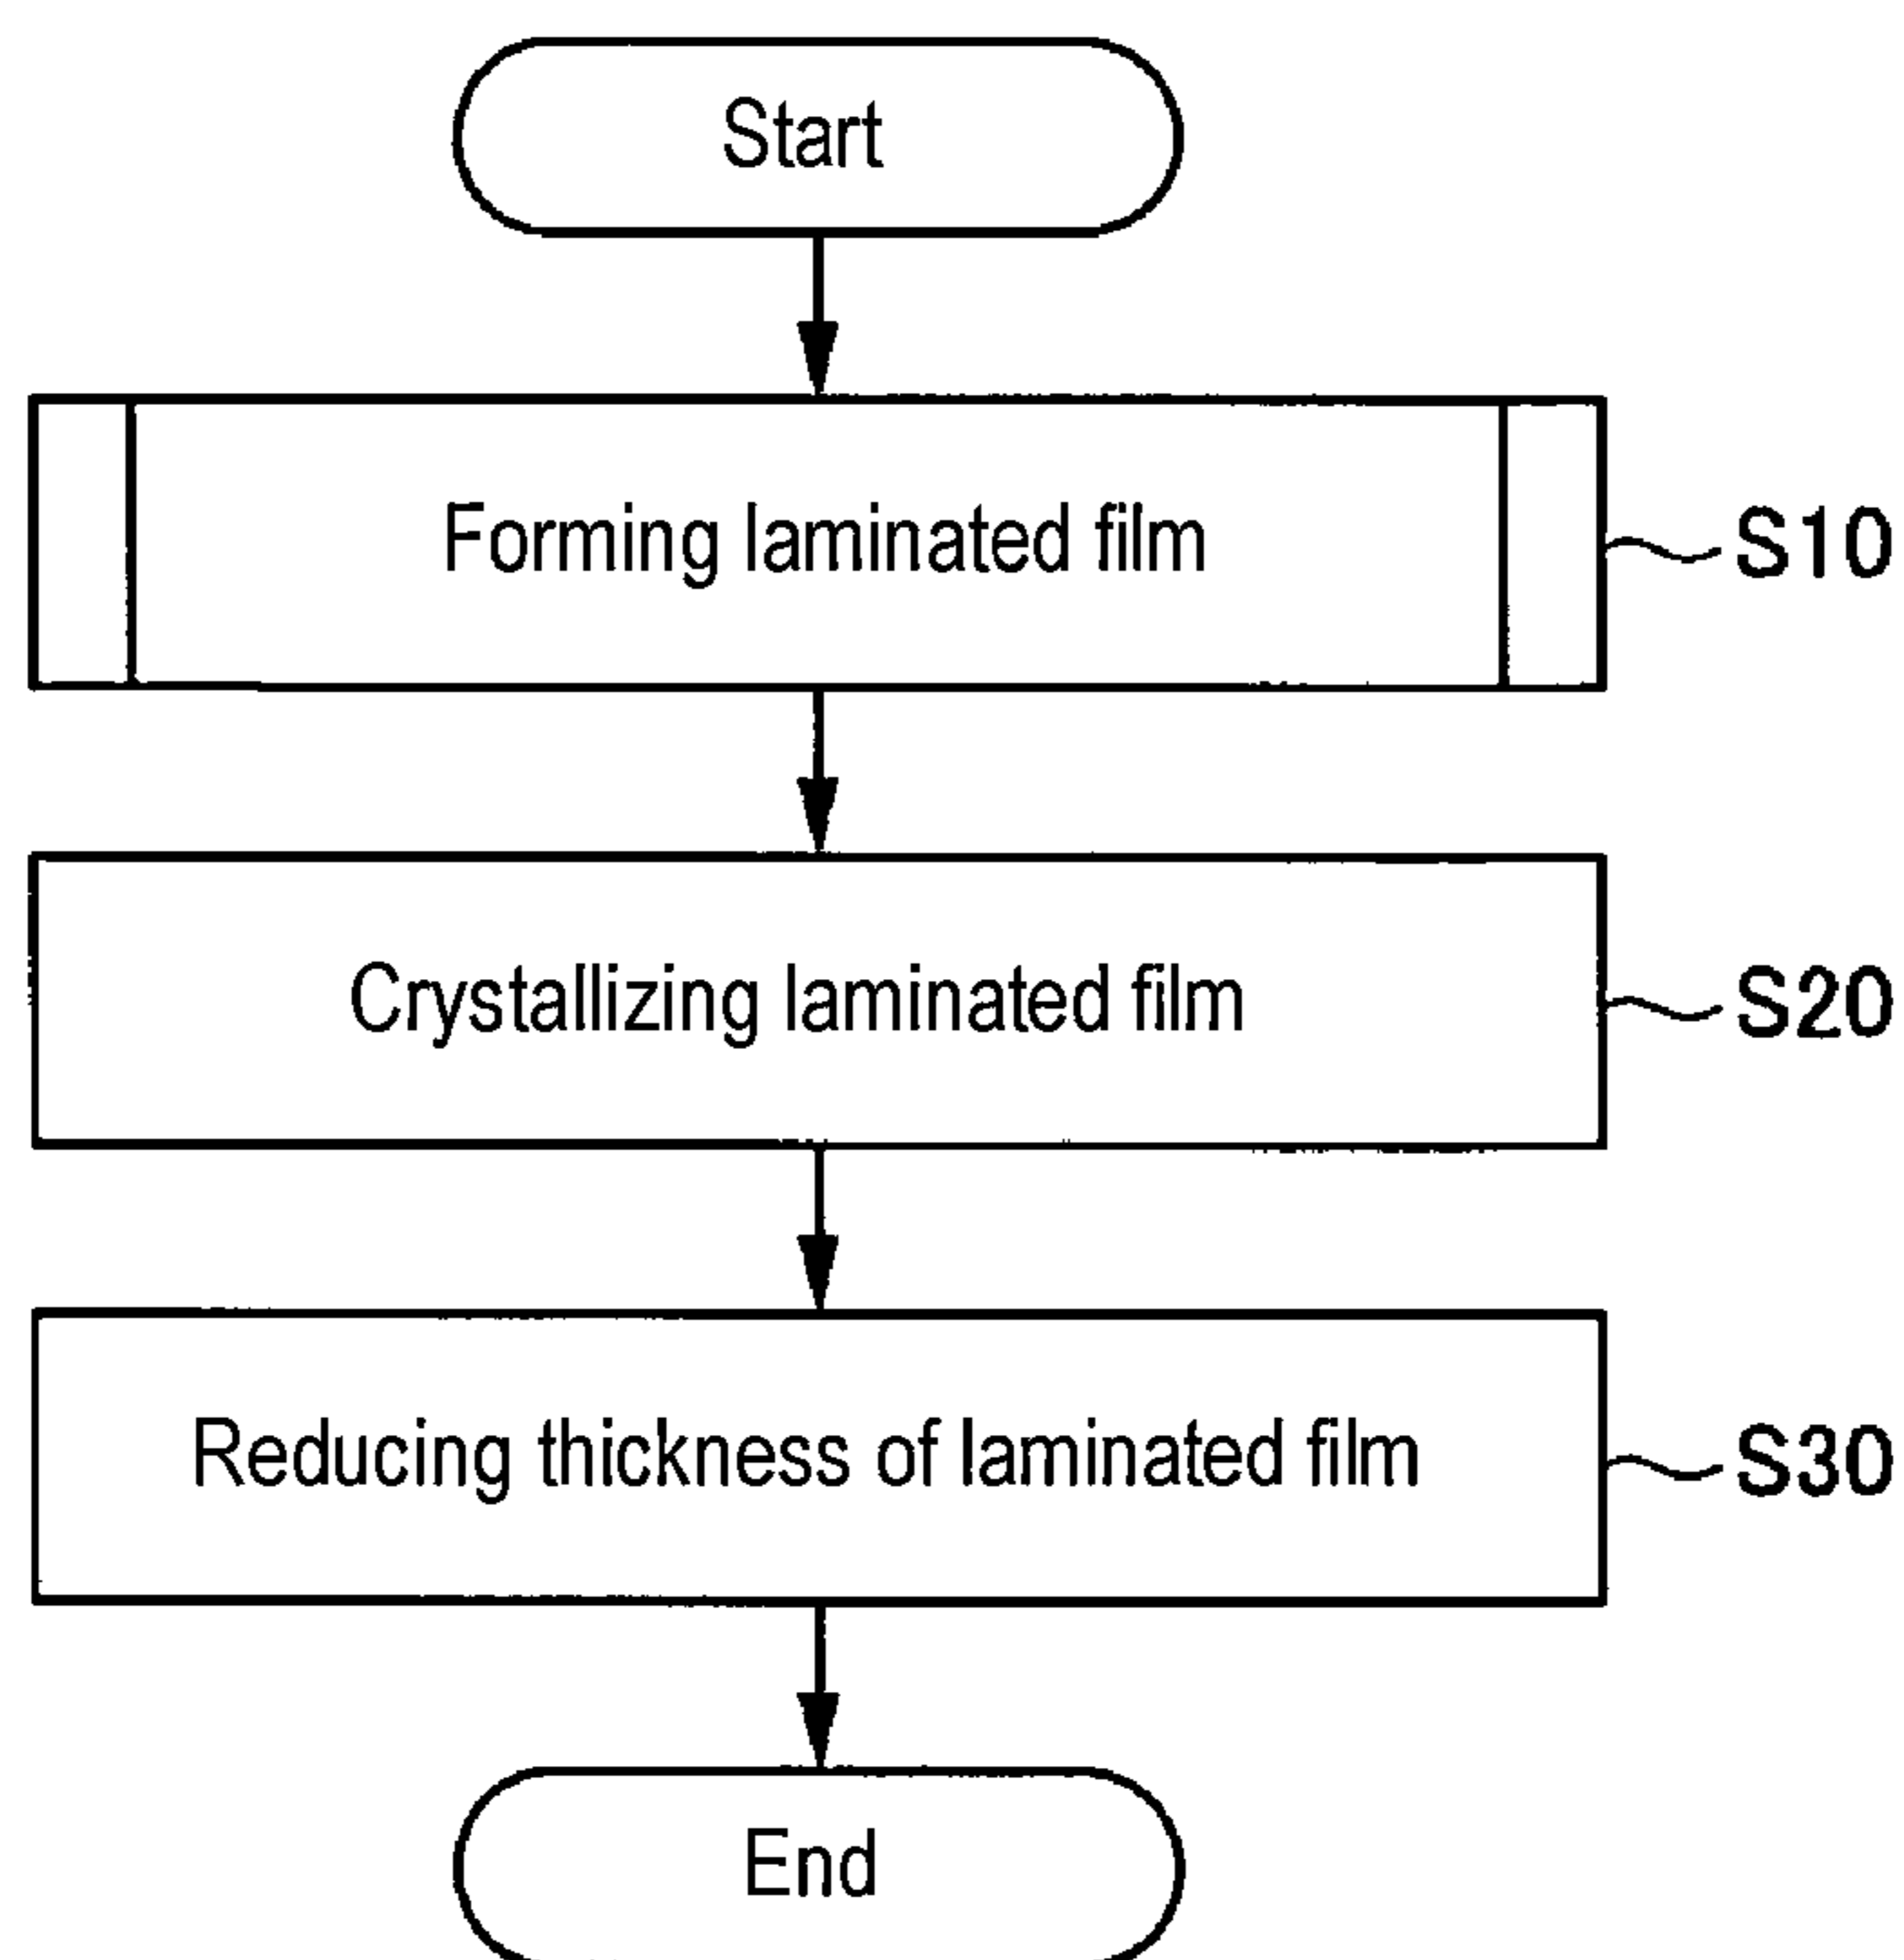 Start
Forming laminated film
S10
Crystallizing laminated film
S20
Reducing thickness of laminated film
S30
End